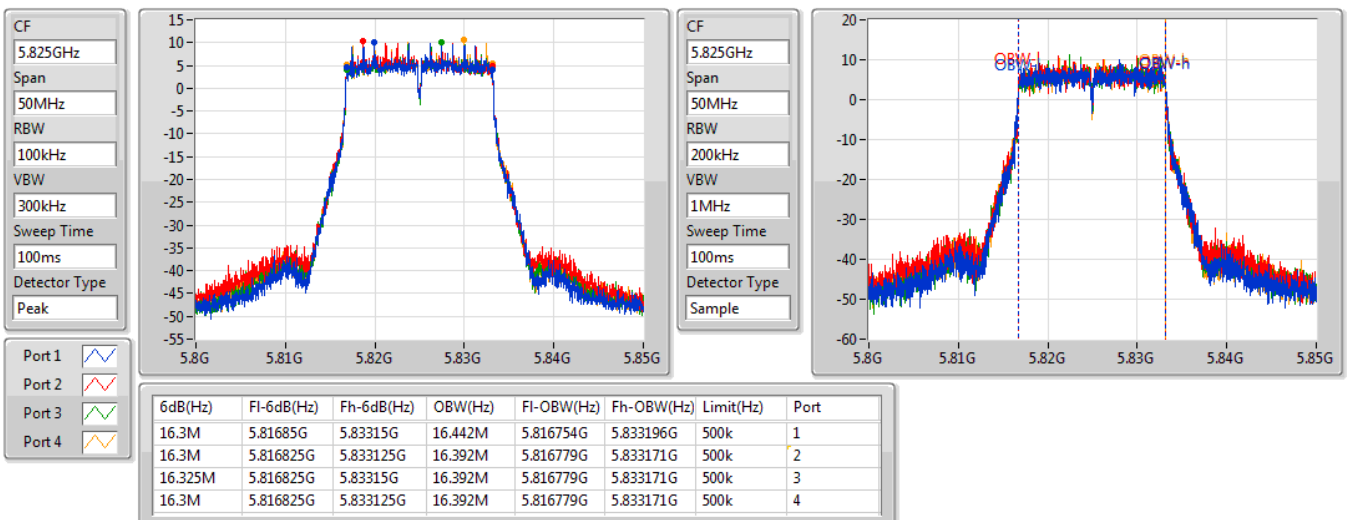 CF
5.825GHz
Span
50MHz
RBW
100kHz
VBW
300kHz
Sweep Time
100ms
Detector Type
Peak
Port 1
Port 2
Port 3
Port 4
15
10
5
0
-5
-10
-15
-20
-25
-30
-35
-40
-45
-50
-55
5.8G 5.81G 5.82G 5.83G 5.84G 5.85G
CF
5.825GHz
Span
50MHz
RBW
200kHz
VBW
1MHz
Sweep Time
100ms
Detector Type
Sample
20
10
0
-10
-20
-30
-40
-50
-60
OBW-h
5.8G 5.81G 5.82G 5.83G 5.84G 5.85G
6dB(Hz) Fl-6dB(Hz) Fh-6dB(Hz) OBW(Hz) Fl-OBW(Hz) Fh-OBW(Hz) Limit(Hz) Port
16.3M 5.81685G 5.83315G 16.442M 5.816754G 5.833196G 500k 1
16.3M 5.816825G 5.833125G 16.392M 5.816779G 5.833171G 500k 2
16.325M 5.816825G 5.83315G 16.392M 5.816779G 5.833171G 500k 3
16.3M 5.816825G 5.833125G 16.392M 5.816779G 5.833171G 500k 4